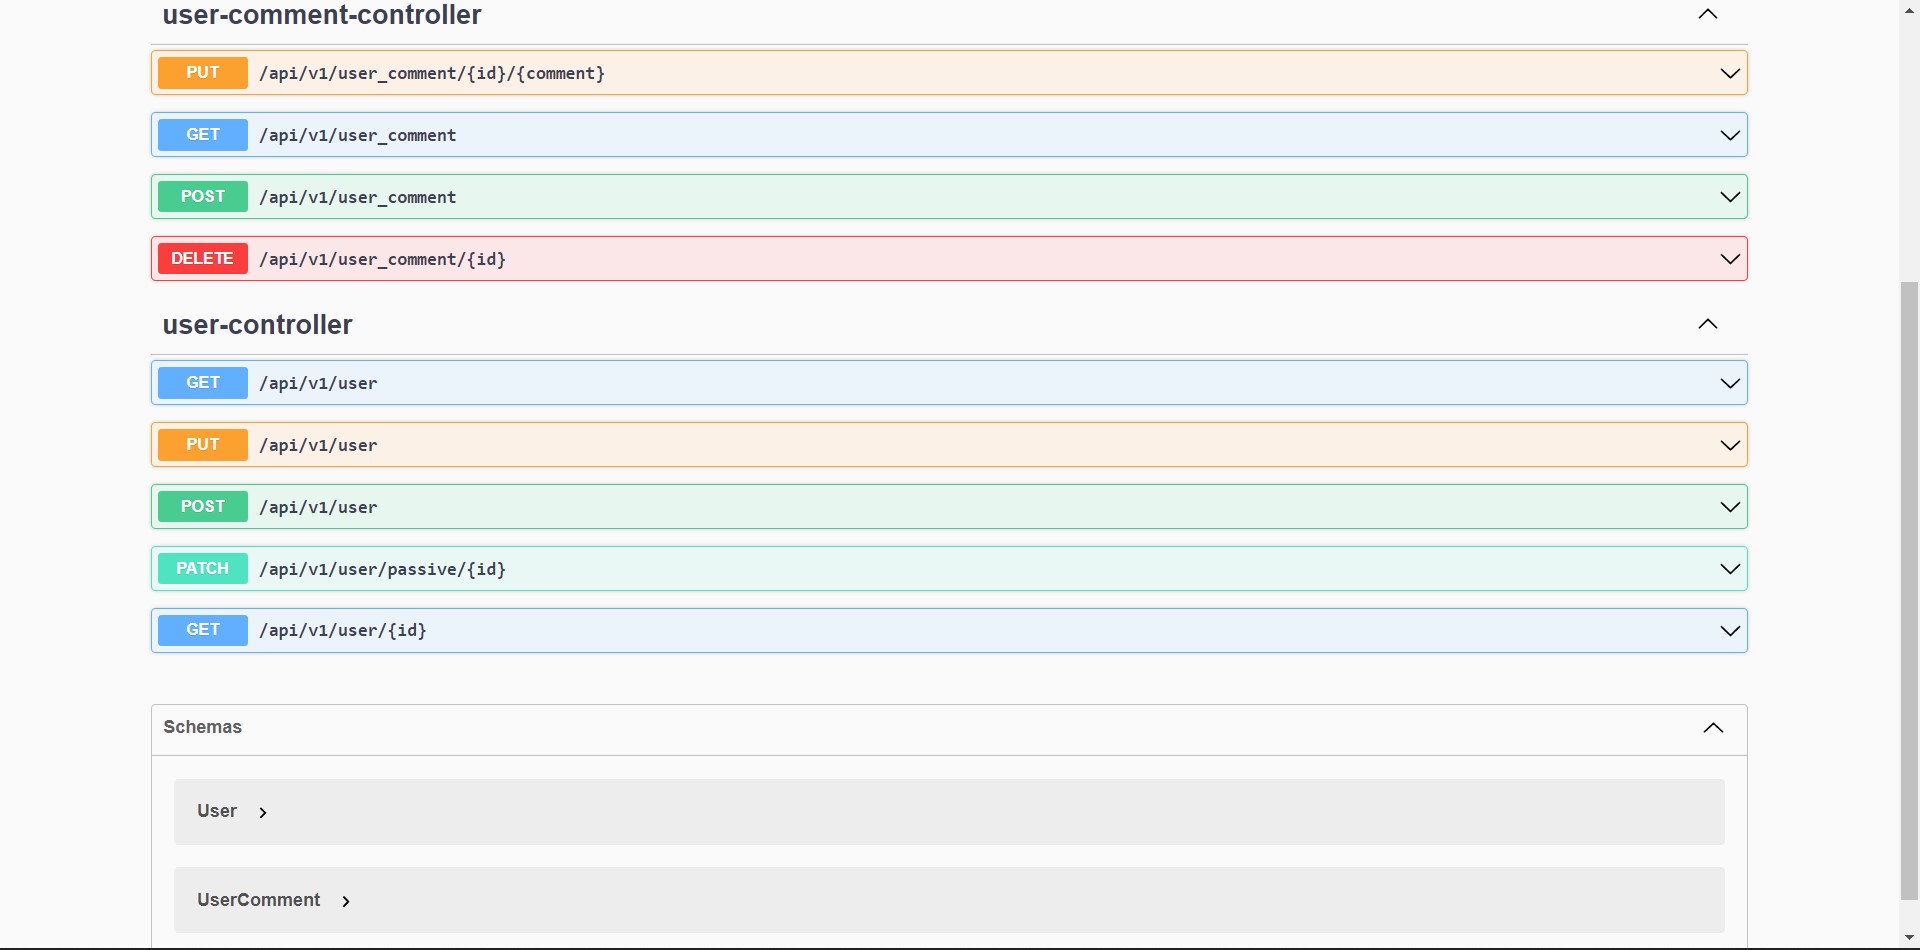 user-comment-controller
PUT /api/v1/user_comment/{id}/{comment}
GET /api/v1/user_comment
POST /api/v1/user_comment
DELETE /api/v1/user_comment/{id}
user-controller
GET /api/v1/user
PUT /api/v1/user
POST /api/v1/user
PATCH /api/v1/user/passive/{id}
GET /api/v1/user/{id}
Schemas
User
UserComment